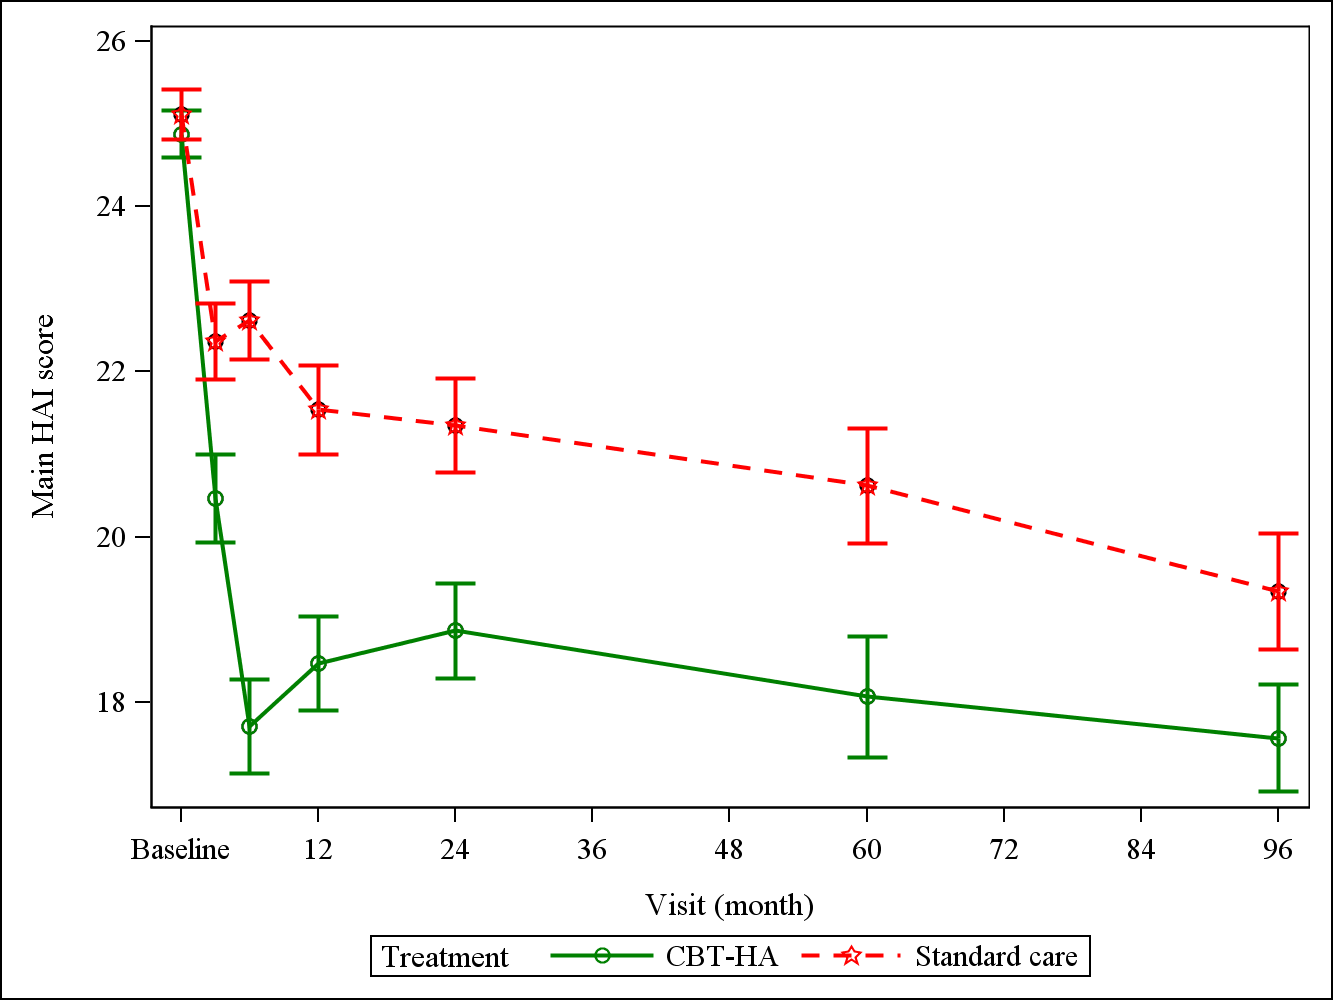 26
24
22
20
18
Main HAI score
Baseline 12 24 36 48 60 72 84 96
Visit (month)
Treatment CBT-HA Standard care